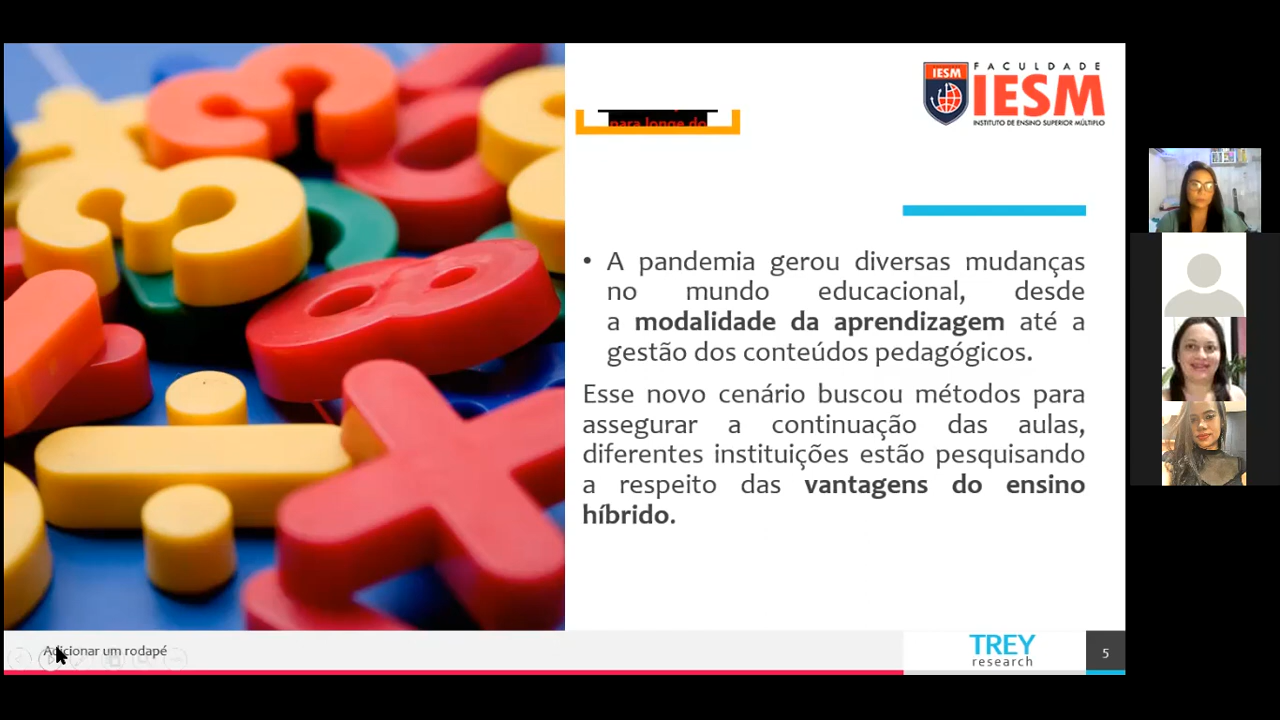 FACULDADE
IESM
IESM
INSTITUTO DE ENSINO SUPERIOR MÚLTIPLO
para longe do
• A pandemia gerou diversas mudanças
no mundo educacional, desde
a modalidade da aprendizagem até a
gestão dos conteúdos pedagógicos.
Esse novo cenário buscou métodos para
assegurar a continuação das aulas,
diferentes instituições estão pesquisando
a respeito das vantagens do ensino
híbrido.
Adicionar um rodapé
TREY
research
5